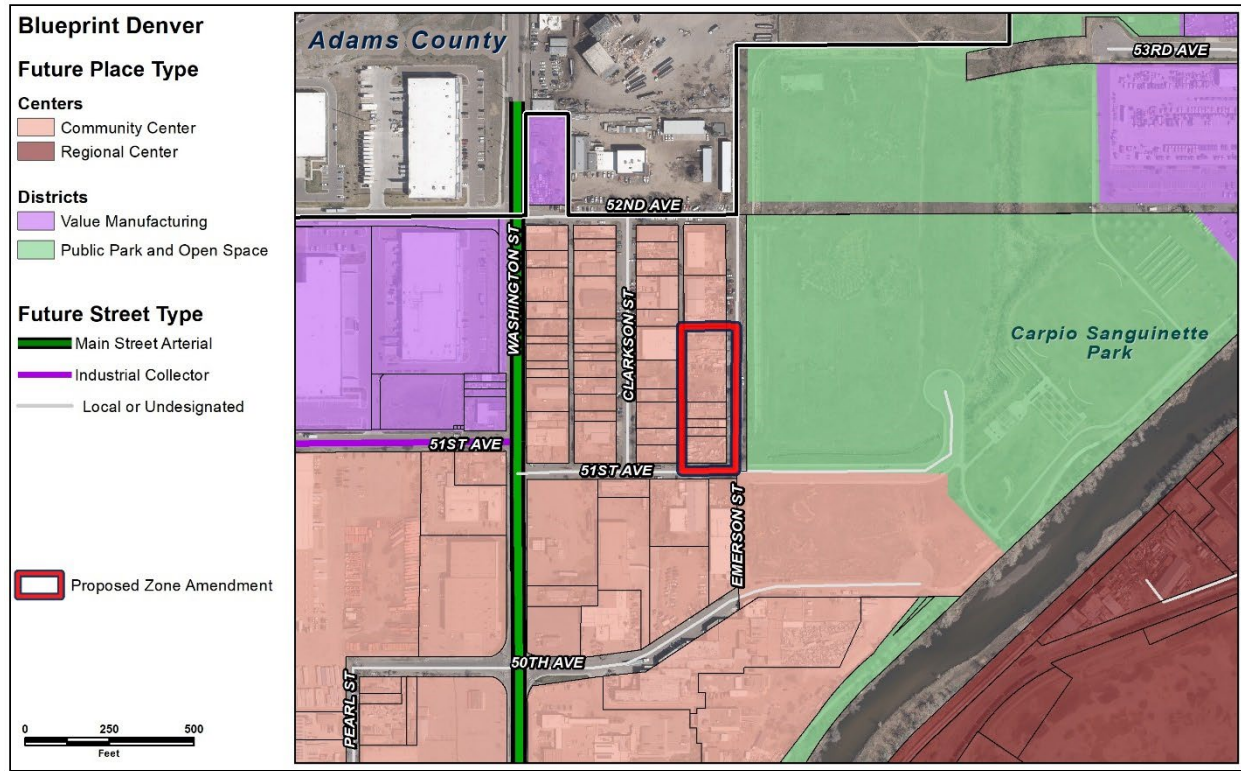 Blueprint Denver
Future Place Type
Centers
Community Center
Regional Center
Districts
Value Manufacturing
Public Park and Open Space
Future Street Type
Main Street Arterial
Industrial Collector
Local or Undesignated
Proposed Zone Amendment
0 250 500
Feet
Adams County
53RD AVE
52ND AVE
WASHINGTON ST
CLARKSON ST
Carpio Sanguinette
Park
51ST AVE
51ST AVE
EMERSON ST
50TH AVE
PEARL ST